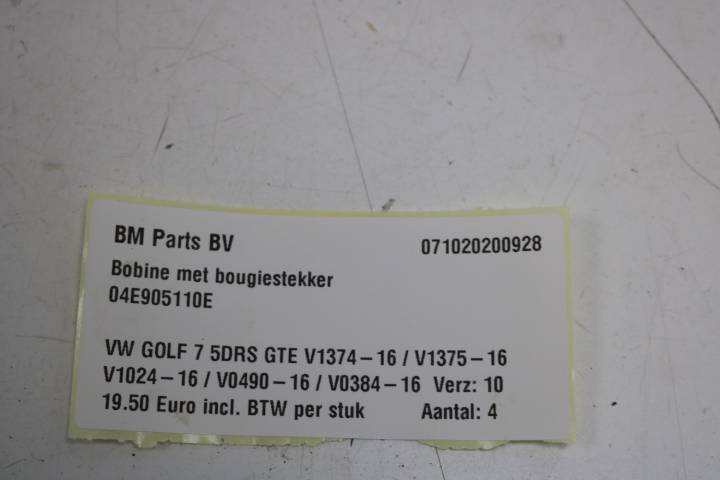 BM Parts BV 071020200928
Bobine met bougiestekker
04E905110E
VW GOLF 7 5DRS GTE V1374-16 / V1375-16
V1024-16 / V0490-16 / V0384-16 Verz: 10
19.50 Euro incl. BTW per stuk Aantal: 4